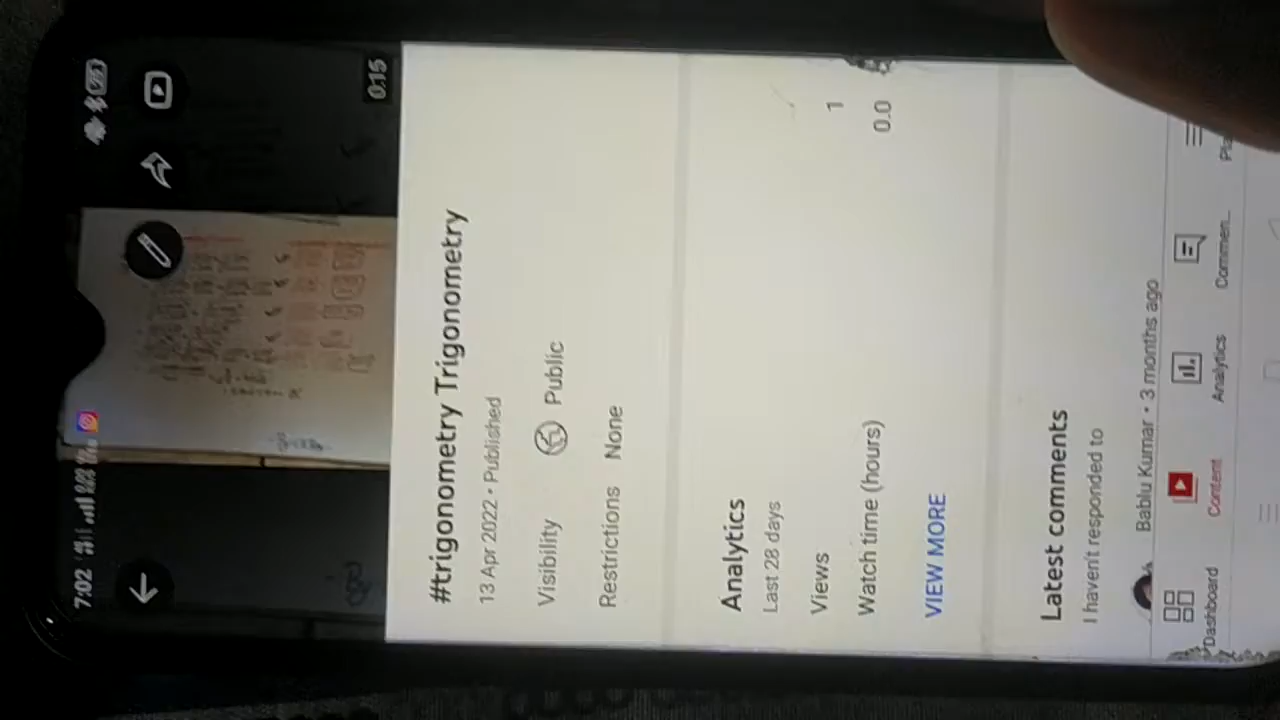 7:02
0:15
#trigonometry Trigonometry
13 Apr 2022 • Published
Visibility Public
Restrictions None
Analytics
Last 28 days
Views 1
Watch time (hours) 0.0
VIEW MORE
Latest comments
I haven't responded to
Bablu Kumar • 3 months ago
Dashboard Content Analytics Commen...